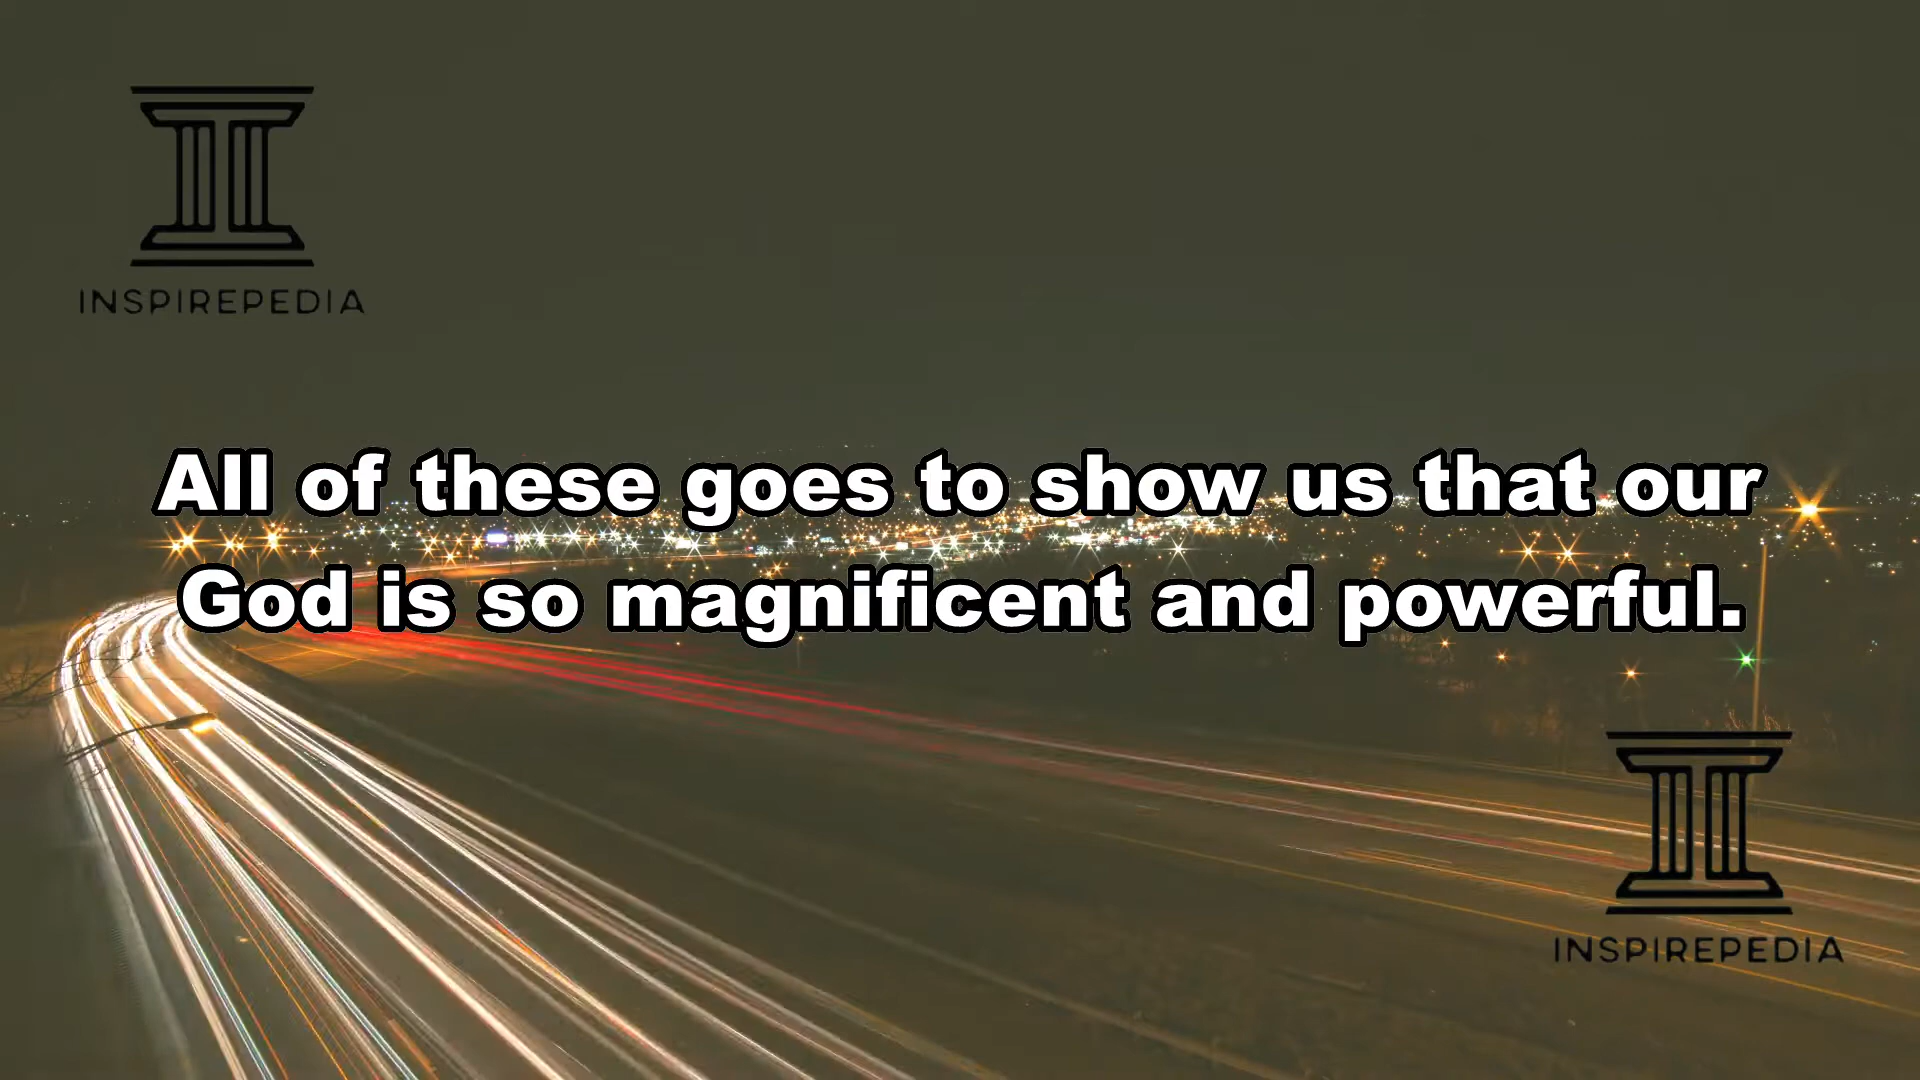 INSPIREPEDIA
All of these goes to show us that our
God is so magnificent and powerful.
INSPIREPEDIA